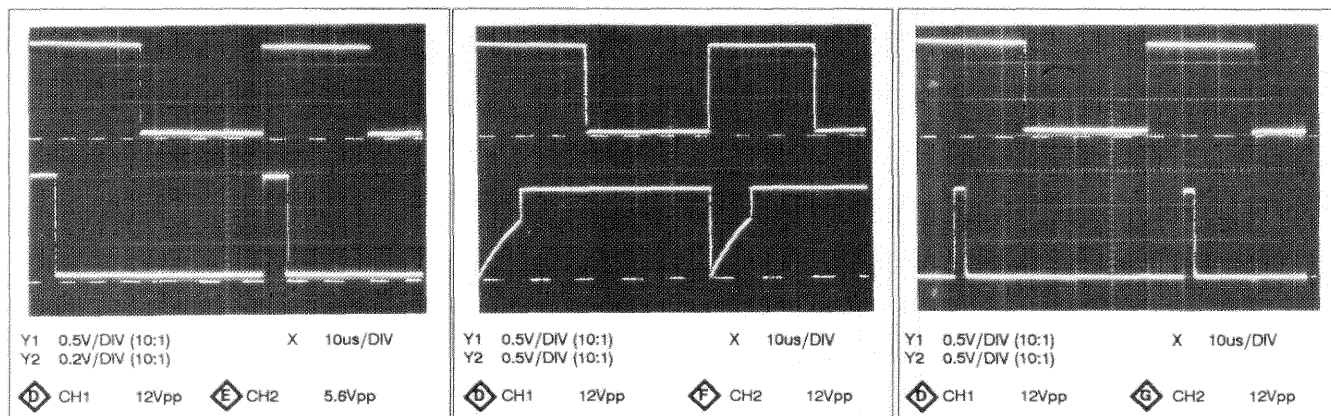 Y1 0.5V/DIV (10:1) X 10us/DIV
Y2 0.2V/DIV (10:1)
D CH1 12Vpp E CH2 5.6Vpp
Y1 0.5V/DIV (10:1) X 10us/DIV
Y2 0.5V/DIV (10:1)
D CH1 12Vpp F CH2 12Vpp
Y1 0.5V/DIV (10:1) X 10us/DIV
Y2 0.5V/DIV (10:1)
D CH1 12Vpp G CH2 12Vpp